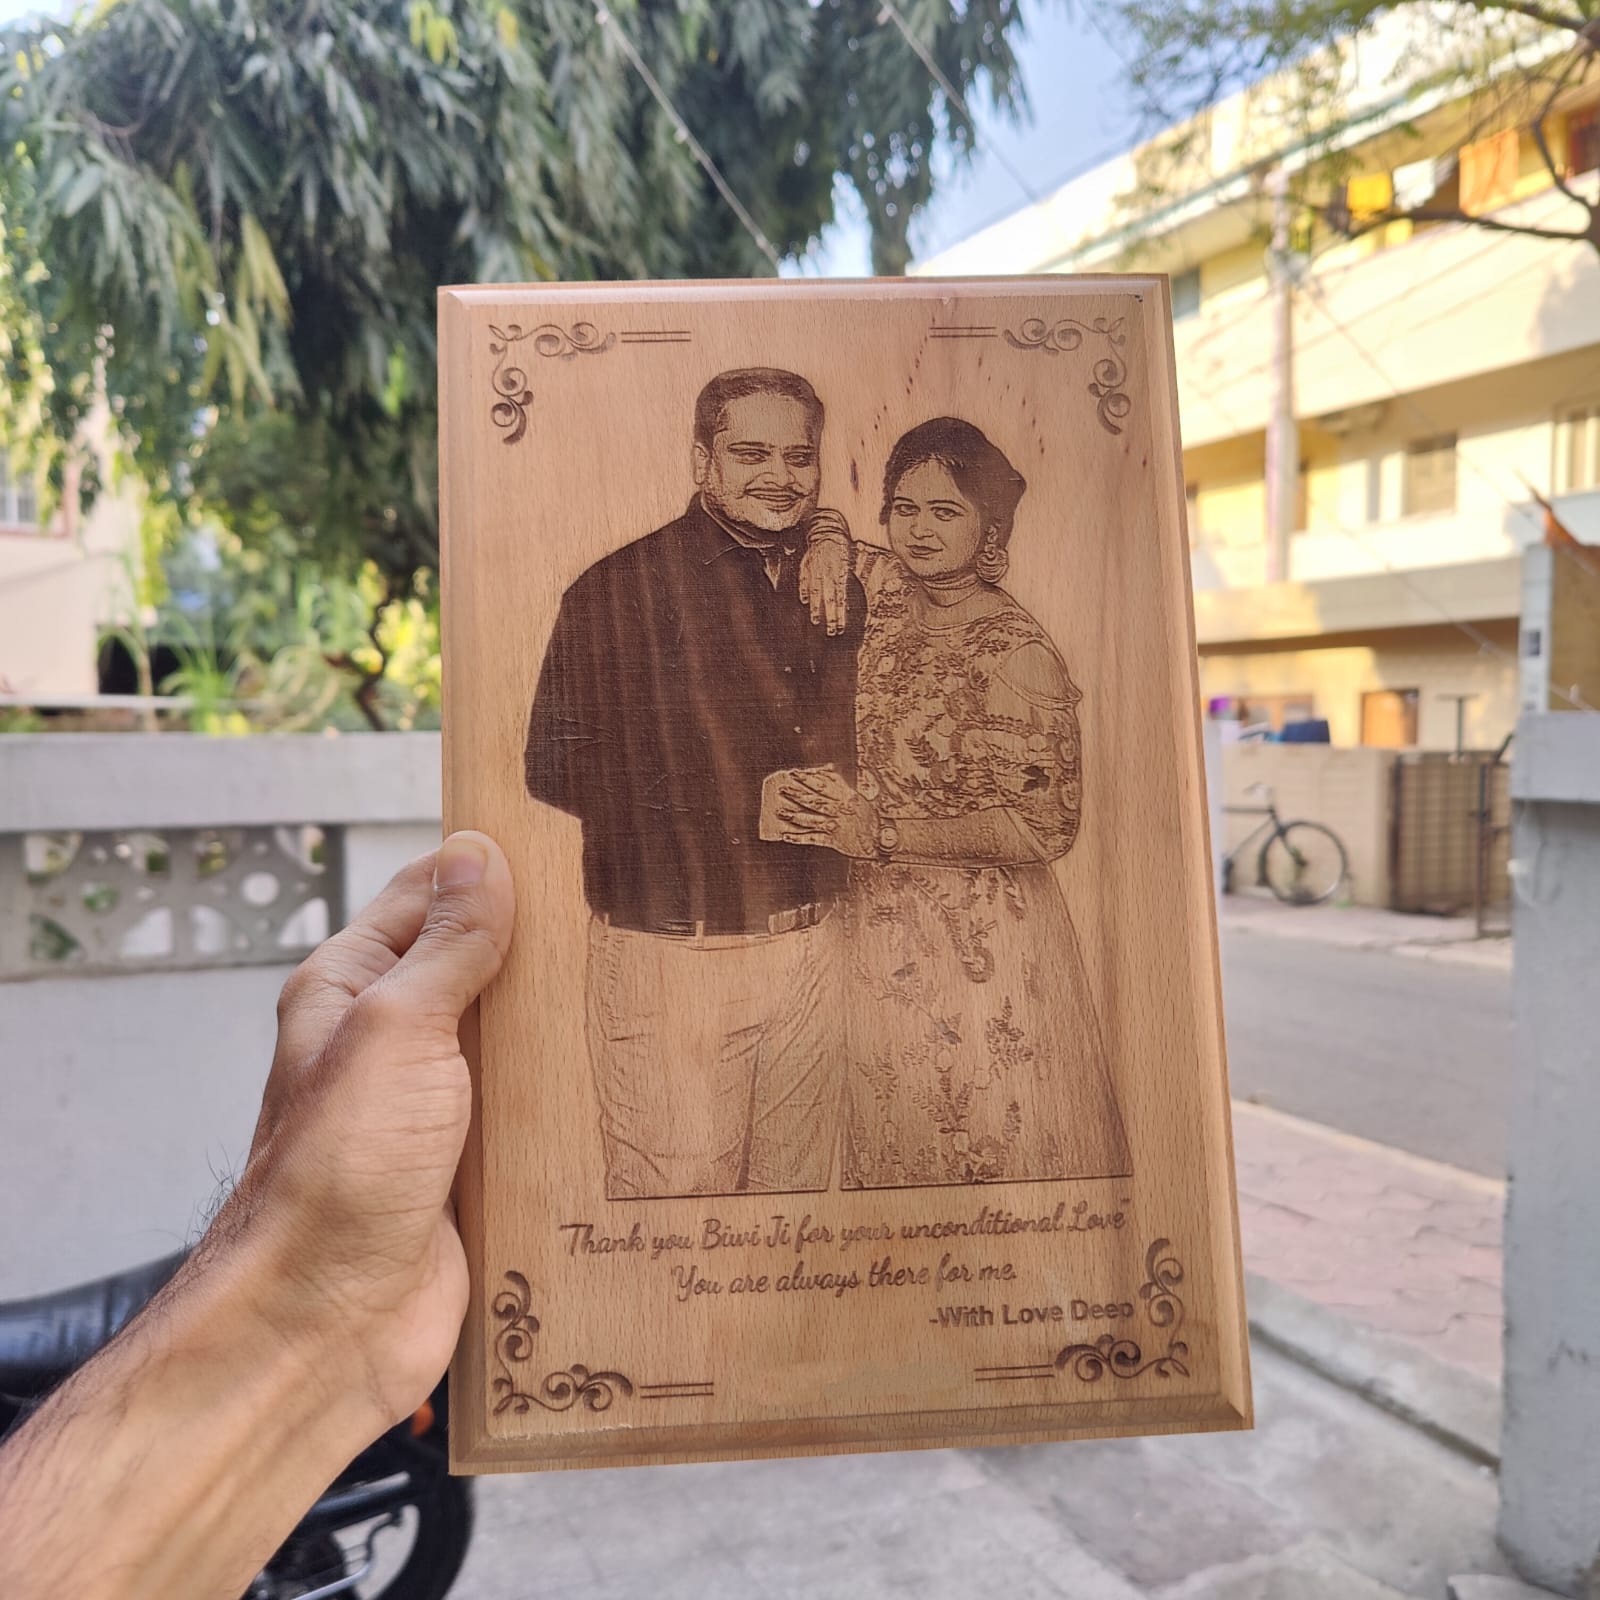 "Thank you Biwi Ji for your unconditional Love"
You are always there for me.
-With Love Deep